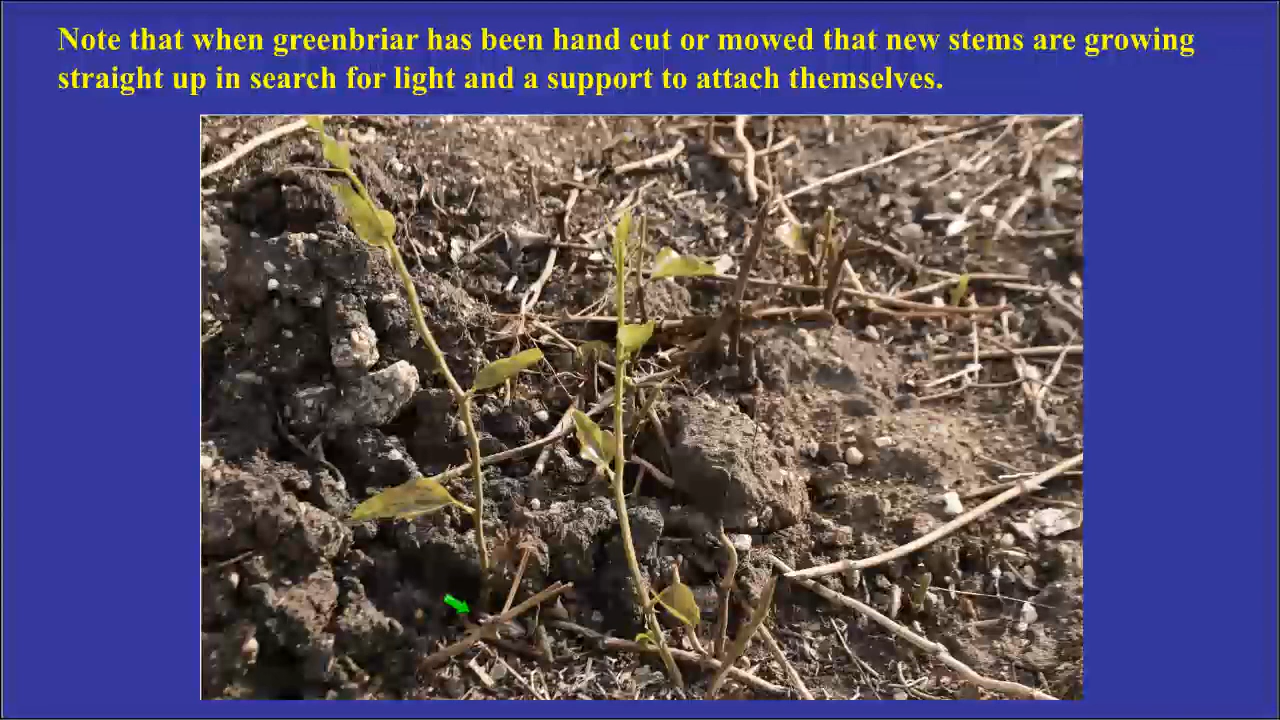 Note that when greenbriar has been hand cut or mowed that new stems are growing
straight up in search for light and a support to attach themselves.